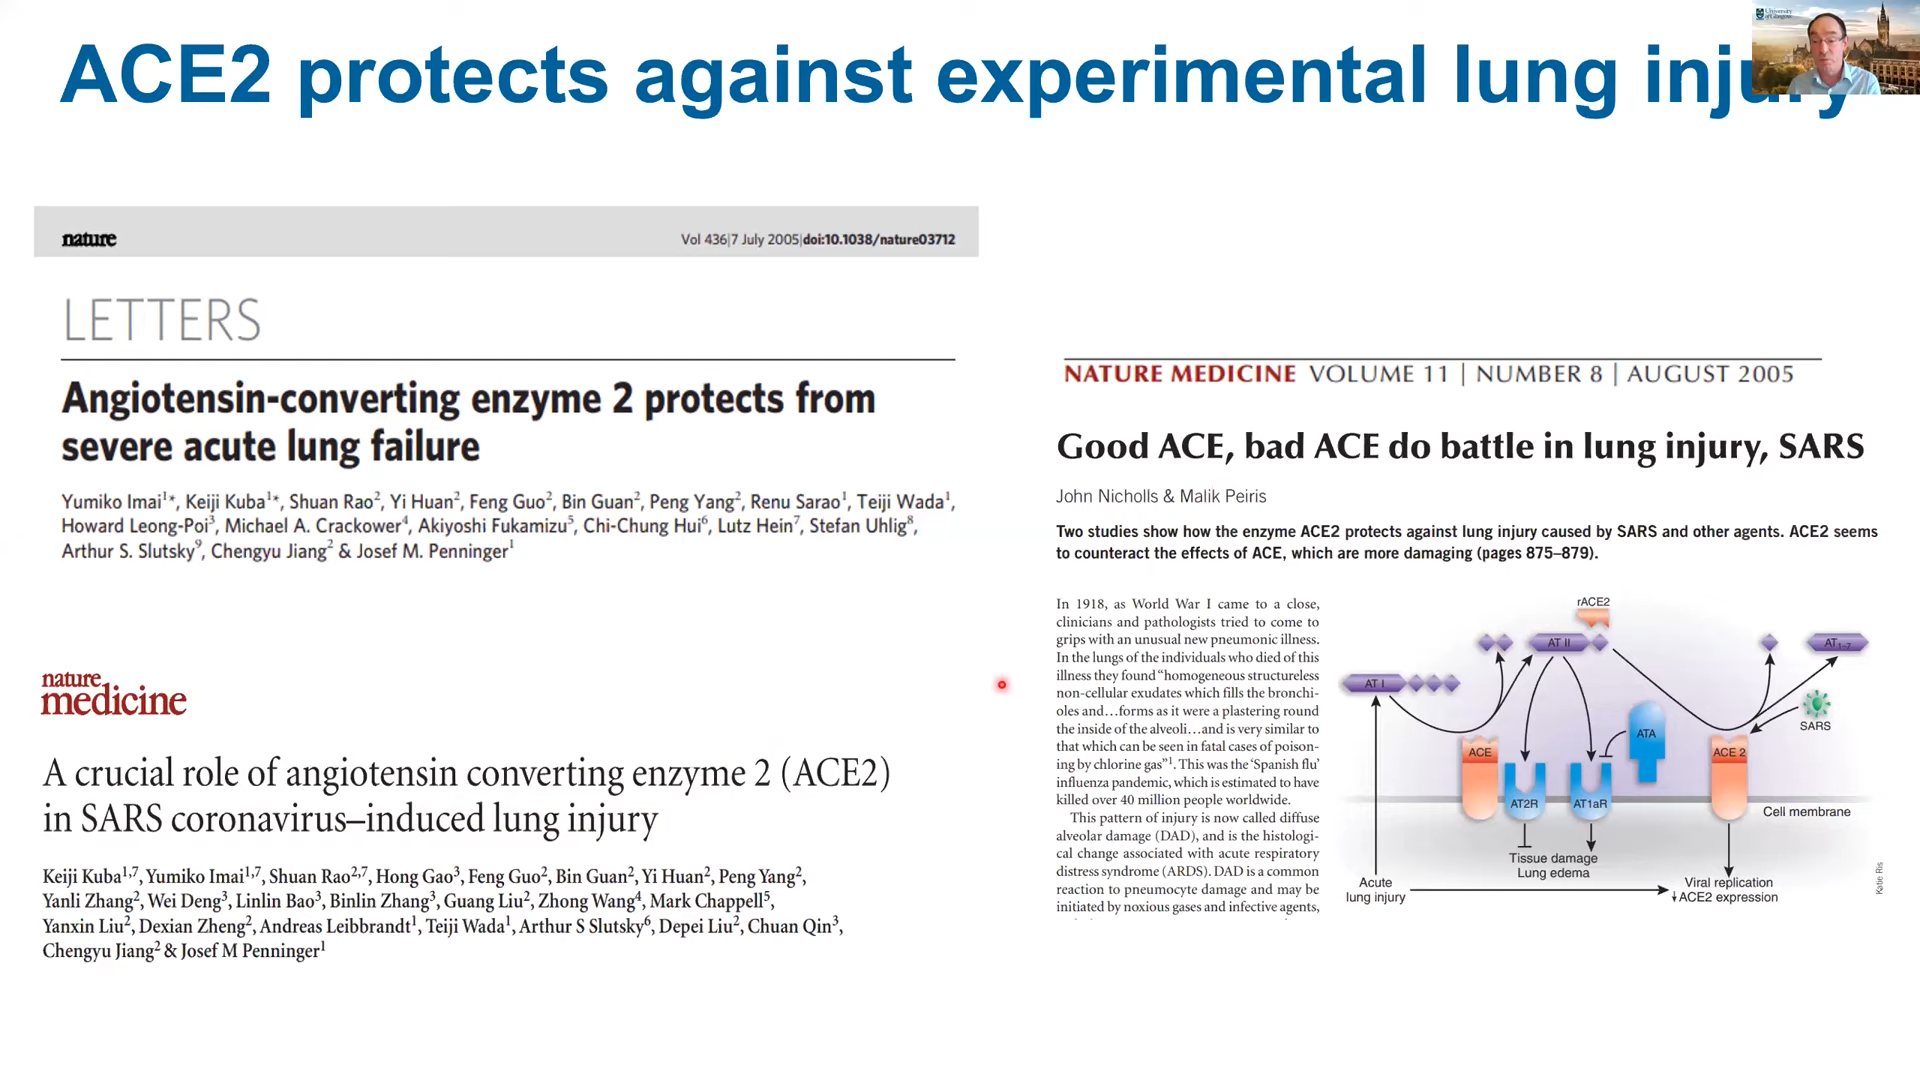 ACE2 protects against experimental lung injury
University
of Glasgow
nature
Vol 436|7 July 2005|doi:10.1038/nature03712
LETTERS
Angiotensin-converting enzyme 2 protects from
severe acute lung failure
Yumiko Imai¹*, Keiji Kuba¹*, Shuan Rao², Yi Huan², Feng Guo², Bin Guan², Peng Yang², Renu Sarao¹, Teiji Wada¹,
Howard Leong-Poi³, Michael A. Crackower⁴, Akiyoshi Fukamizu⁵, Chi-Chung Hui⁶, Lutz Hein⁷, Stefan Uhlig⁸,
Arthur S. Slutsky⁹, Chengyu Jiang² & Josef M. Penninger¹
nature
medicine
A crucial role of angiotensin converting enzyme 2 (ACE2)
in SARS coronavirus–induced lung injury
Keiji Kuba¹,⁷, Yumiko Imai¹,⁷, Shuan Rao²,⁷, Hong Gao³, Feng Guo², Bin Guan², Yi Huan², Peng Yang²,
Yanli Zhang², Wei Deng³, Linlin Bao³, Binlin Zhang³, Guang Liu², Zhong Wang⁴, Mark Chappell⁵,
Yanxin Liu², Dexian Zheng², Andreas Leibbrandt¹, Teiji Wada¹, Arthur S Slutsky⁶, Depei Liu², Chuan Qin³,
Chengyu Jiang² & Josef M Penninger¹
NATURE MEDICINE VOLUME 11 | NUMBER 8 | AUGUST 2005
Good ACE, bad ACE do battle in lung injury, SARS
John Nicholls & Malik Peiris
Two studies show how the enzyme ACE2 protects against lung injury caused by SARS and other agents. ACE2 seems
to counteract the effects of ACE, which are more damaging (pages 875–879).
In 1918, as World War I came to a close,
clinicians and pathologists tried to come to
grips with an unusual new pneumonic illness.
In the lungs of the individuals who died of this
illness they found “homogeneous structureless
non-cellular exudates which fills the bronchi-
oles and…forms as it were a plastering round
the inside of the alveoli…and is very similar to
that which can be seen in fatal cases of poison-
ing by chlorine gas”¹. This was the ‘Spanish flu’
influenza pandemic, which is estimated to have
killed over 40 million people worldwide.
This pattern of injury is now called diffuse
alveolar damage (DAD), and is the histologi-
cal change associated with acute respiratory
distress syndrome (ARDS). DAD is a common
reaction to pneumocyte damage and may be
initiated by noxious gases and infective agents,
rACE2
AT II
AT₁₋₇
AT I
SARS
ATA
ACE
ACE 2
AT2R
AT1aR
Cell membrane
Tissue damage
Lung edema
Acute
lung injury
Viral replication
↓ACE2 expression
Katie Ris